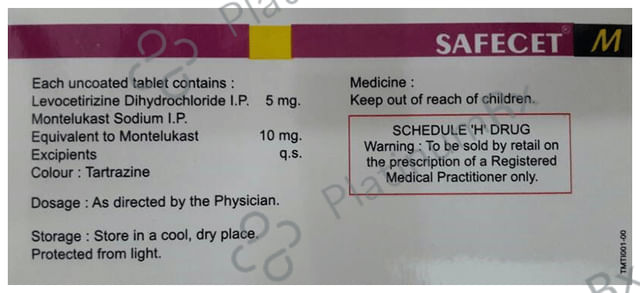 SAFECET® M
Each uncoated tablet contains :
Levocetirizine Dihydrochloride I.P. 5 mg.
Montelukast Sodium I.P.
Equivalent to Montelukast 10 mg.
Excipients q.s.
Colour : Tartrazine
Dosage : As directed by the Physician.
Storage : Store in a cool, dry place.
Protected from light.
Medicine :
Keep out of reach of children.
SCHEDULE 'H' DRUG
Warning : To be sold by retail on
the prescription of a Registered
Medical Practitioner only.
TMTI001-00
PlatinumRx